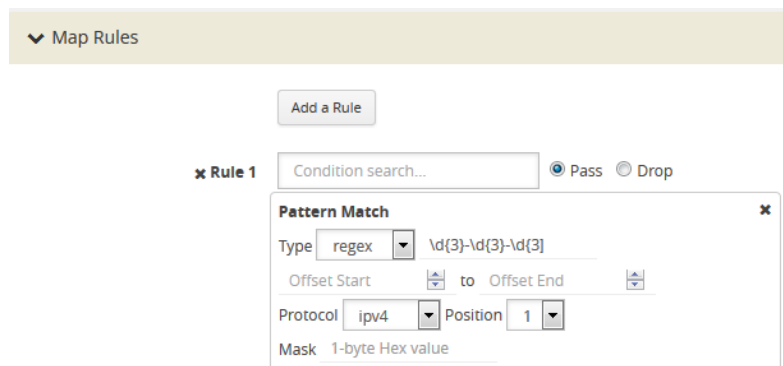 Map Rules
Add a Rule
Rule 1 Condition search... Pass Drop
Pattern Match
Type regex \d{3}-\d{3}-\d{3]
Offset Start to Offset End
Protocol ipv4 Position 1
Mask 1-byte Hex value